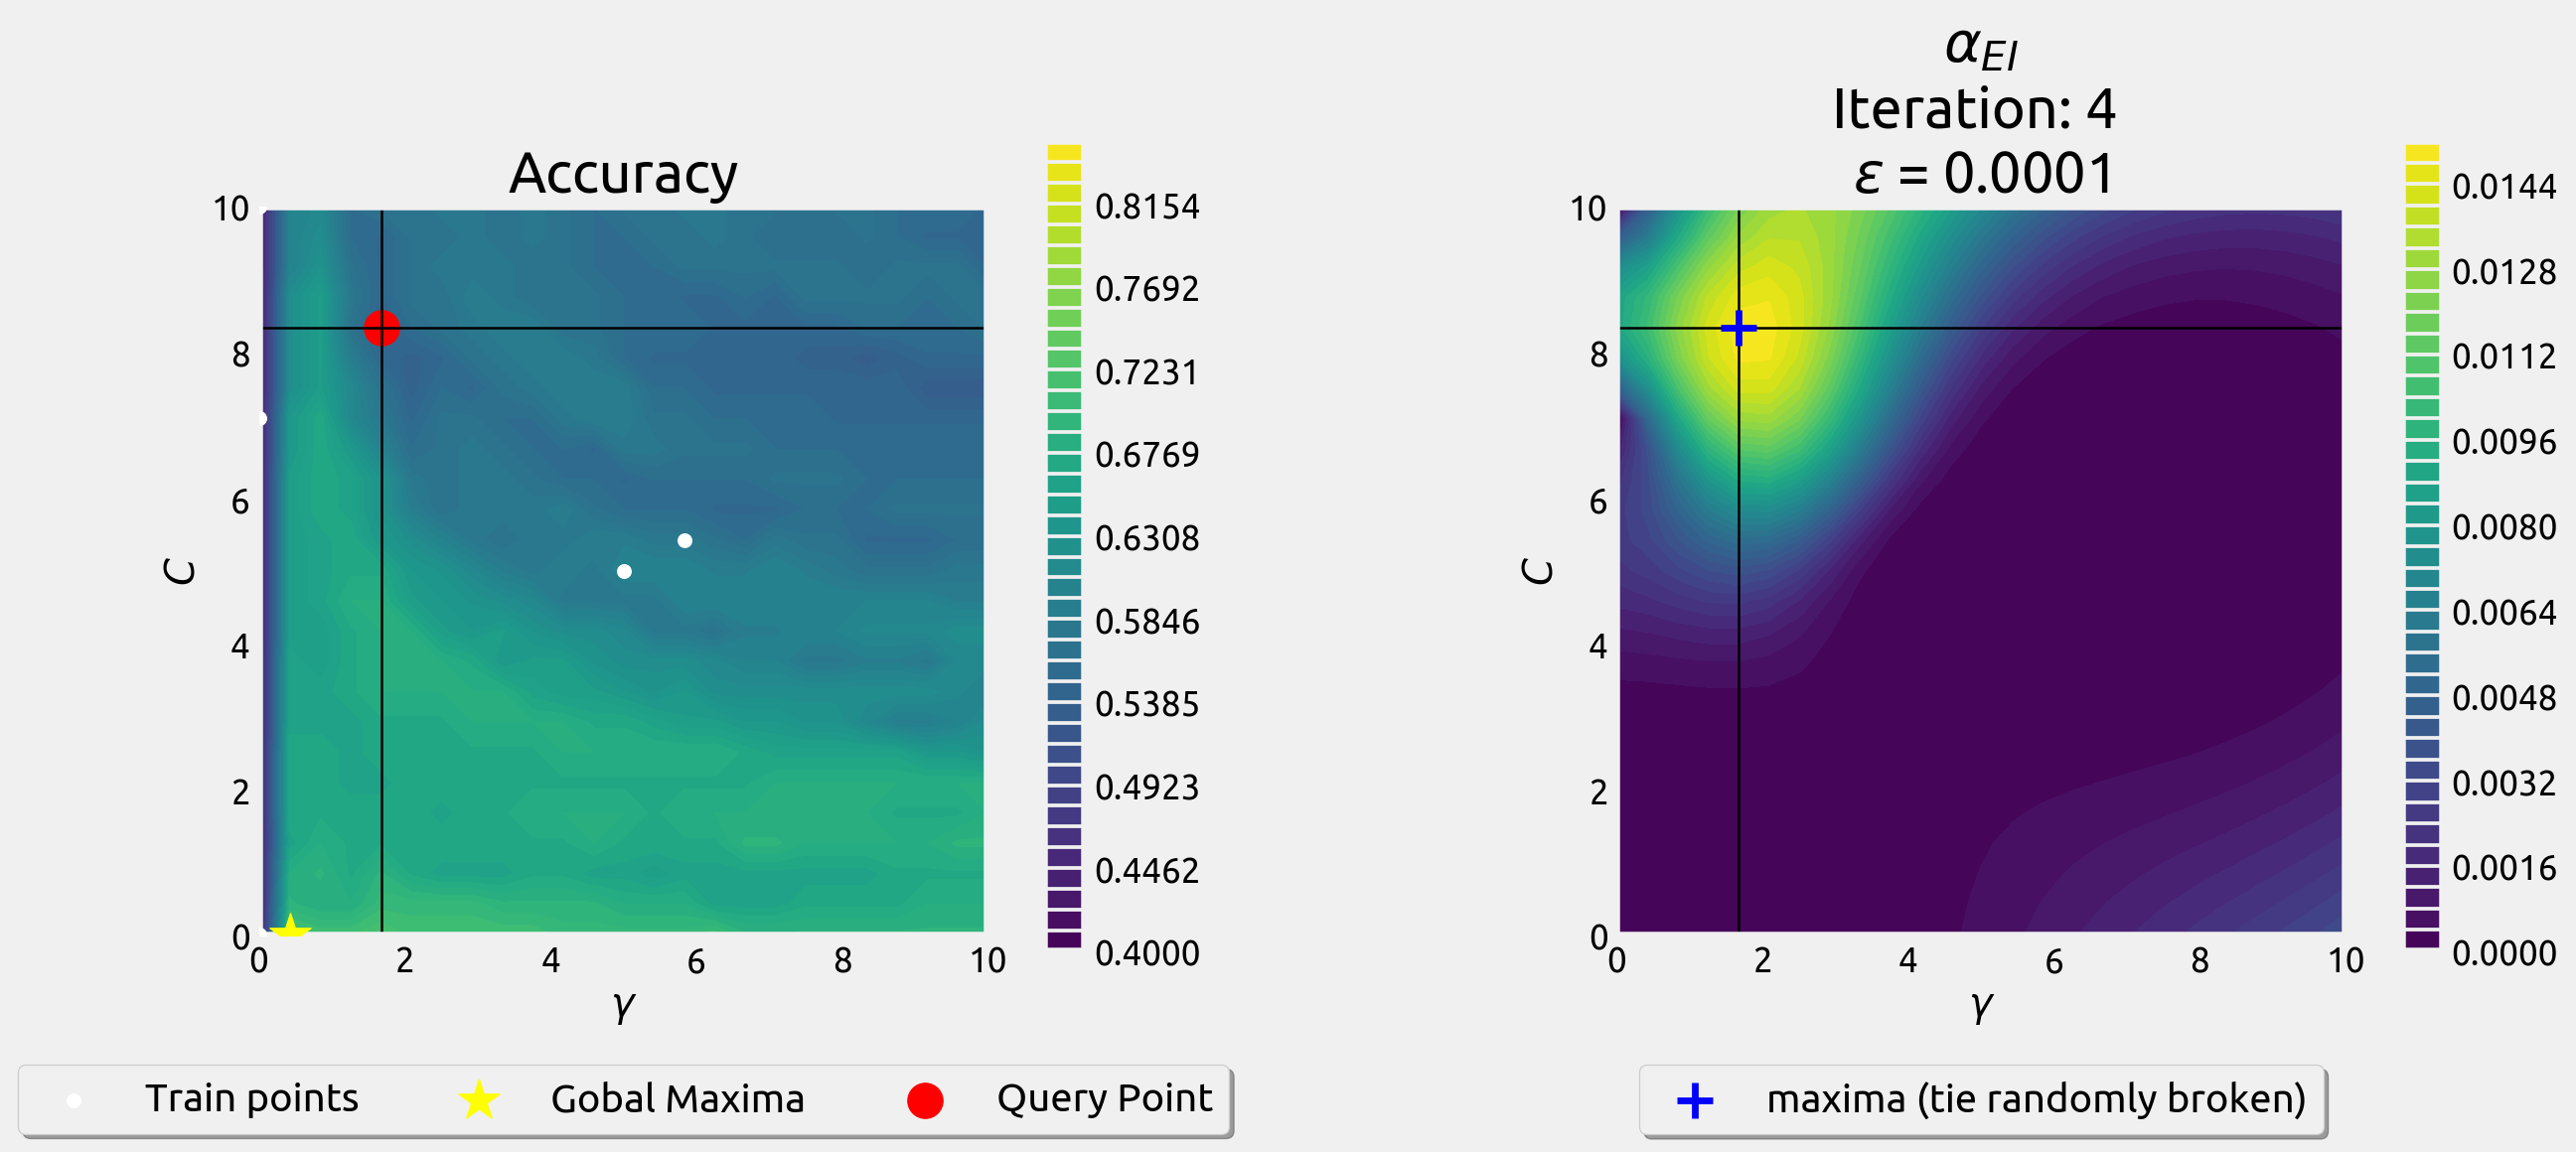 Accuracy
10
8
6
4
2
0
C
0 2 4 6 8 10
γ
0.8154
0.7692
0.7231
0.6769
0.6308
0.5846
0.5385
0.4923
0.4462
0.4000
Train points
Gobal Maxima
Query Point
α_EI
Iteration: 4
ε = 0.0001
10
8
6
4
2
0
C
0 2 4 6 8 10
γ
0.0144
0.0128
0.0112
0.0096
0.0080
0.0064
0.0048
0.0032
0.0016
0.0000
maxima (tie randomly broken)